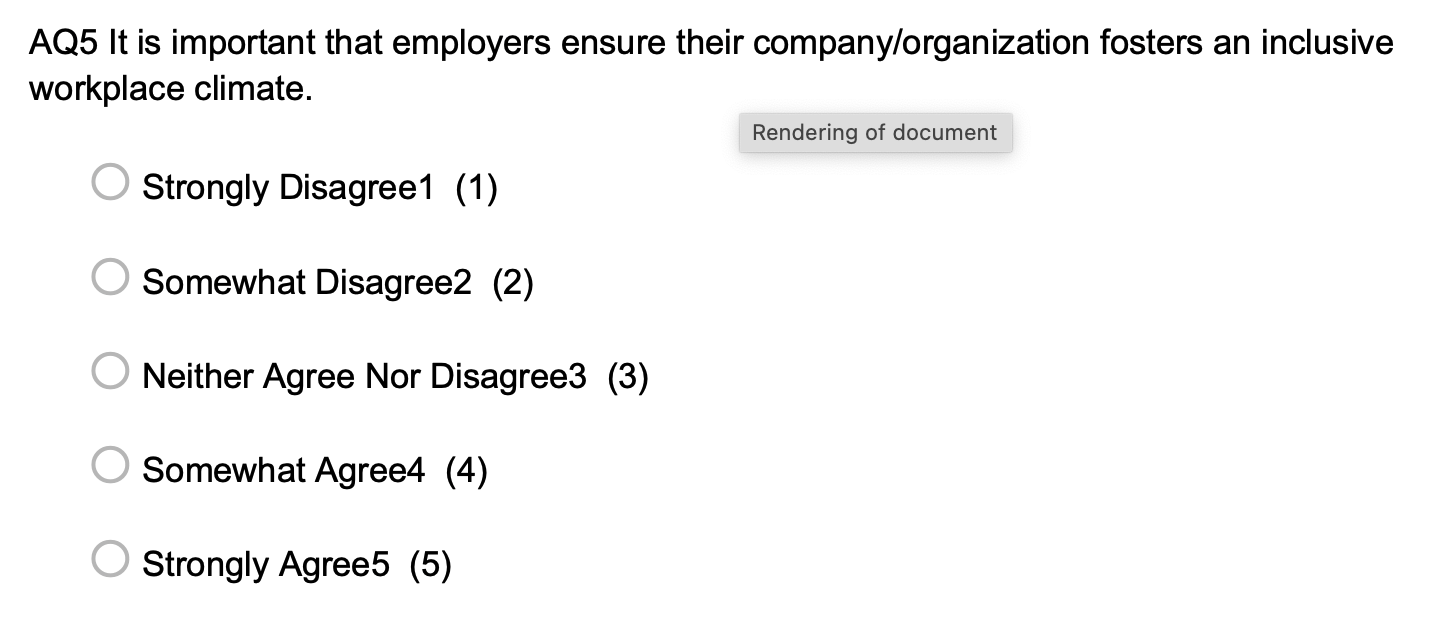 AQ5 It is important that employers ensure their company/organization fosters an inclusive
workplace climate.
Rendering of document
Strongly Disagree1 (1)
Somewhat Disagree2 (2)
Neither Agree Nor Disagree3 (3)
Somewhat Agree4 (4)
Strongly Agree5 (5)